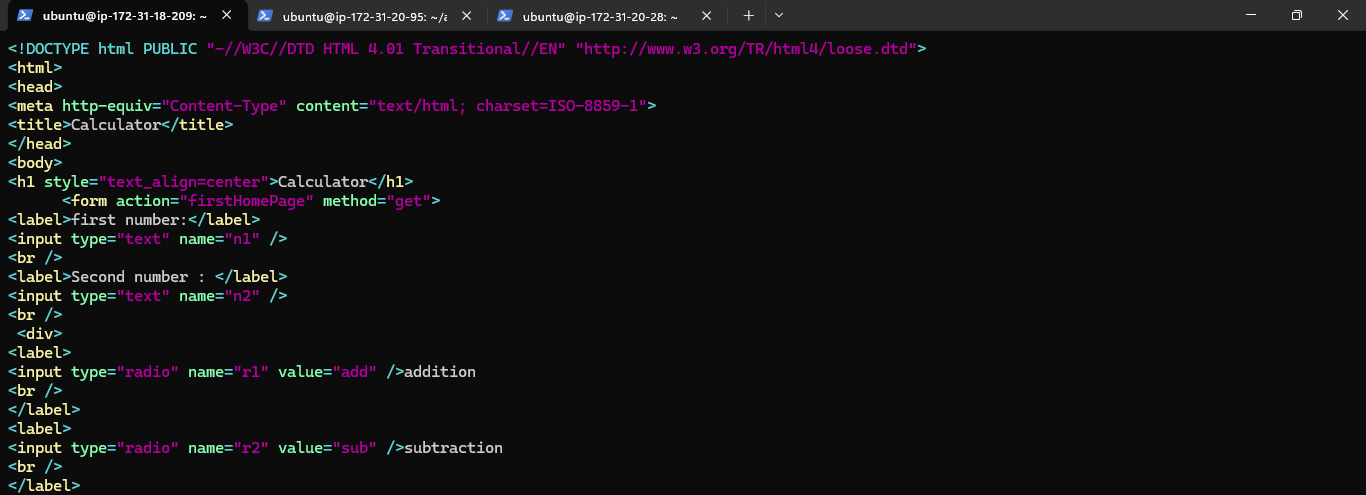 ubuntu@ip-172-31-18-209: ~
ubuntu@ip-172-31-20-95: ~/a
ubuntu@ip-172-31-20-28: ~
<!DOCTYPE html PUBLIC "-//W3C//DTD HTML 4.01 Transitional//EN" "http://www.w3.org/TR/html4/loose.dtd">
<html>
<head>
<meta http-equiv="Content-Type" content="text/html; charset=ISO-8859-1">
<title>Calculator</title>
</head>
<body>
<h1 style="text_align=center">Calculator</h1>
      <form action="firstHomePage" method="get">
<label>first number:</label>
<input type="text" name="n1" />
<br />
<label>Second number : </label>
<input type="text" name="n2" />
<br />
 <div>
<label>
<input type="radio" name="r1" value="add" />addition
<br />
</label>
<label>
<input type="radio" name="r2" value="sub" />subtraction
<br />
</label>